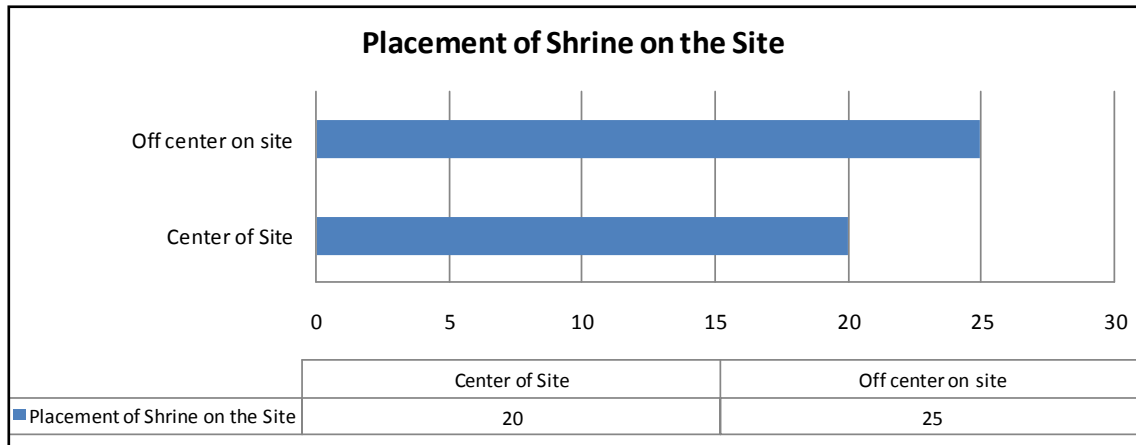 Placement of Shrine on the Site
Off center on site
Center of Site
0 5 10 15 20 25 30
Center of Site Off center on site
Placement of Shrine on the Site 20 25